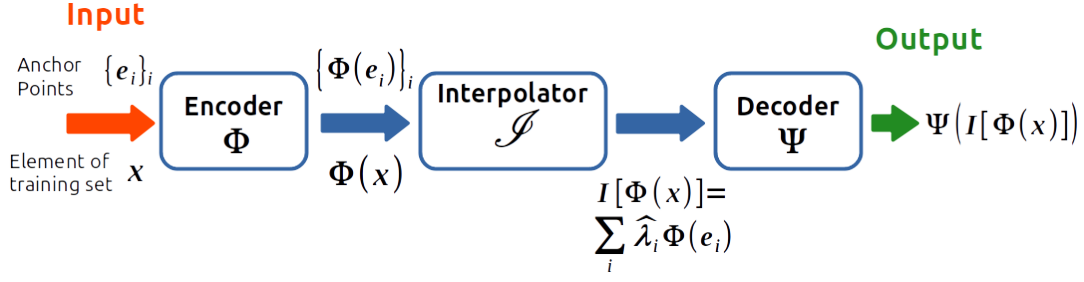 Input
Output
Anchor
Points
{e_i}_i
{Φ(e_i)}_i
Encoder
Φ
Interpolator
ℐ
Decoder
Ψ
Ψ(I[Φ(x)])
Element of
training set
x
Φ(x)
I[Φ(x)]=
∑_i λ̂_i Φ(e_i)